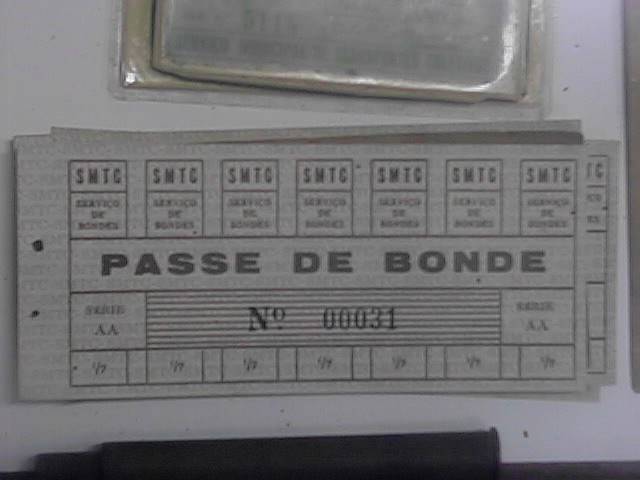 SMTC SMTC SMTC SMTC SMTC SMTC SMTC
SERVIÇO SERVIÇO SERVIÇO SERVIÇO SERVIÇO SERVIÇO SERVIÇO
DE DE DE DE DE DE DE
BONDES BONDES BONDES BONDES BONDES BONDES BONDES
PASSE DE BONDE
SERIE Nº 00031 SERIE
AA AA
1/7 1/7 1/7 1/7 1/7 1/7 1/7